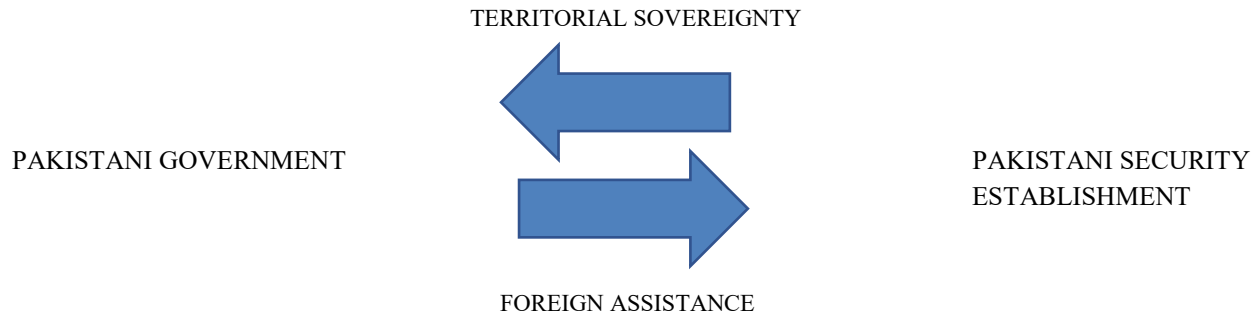 TERRITORIAL SOVEREIGNTY
PAKISTANI GOVERNMENT
PAKISTANI SECURITY
ESTABLISHMENT
FOREIGN ASSISTANCE